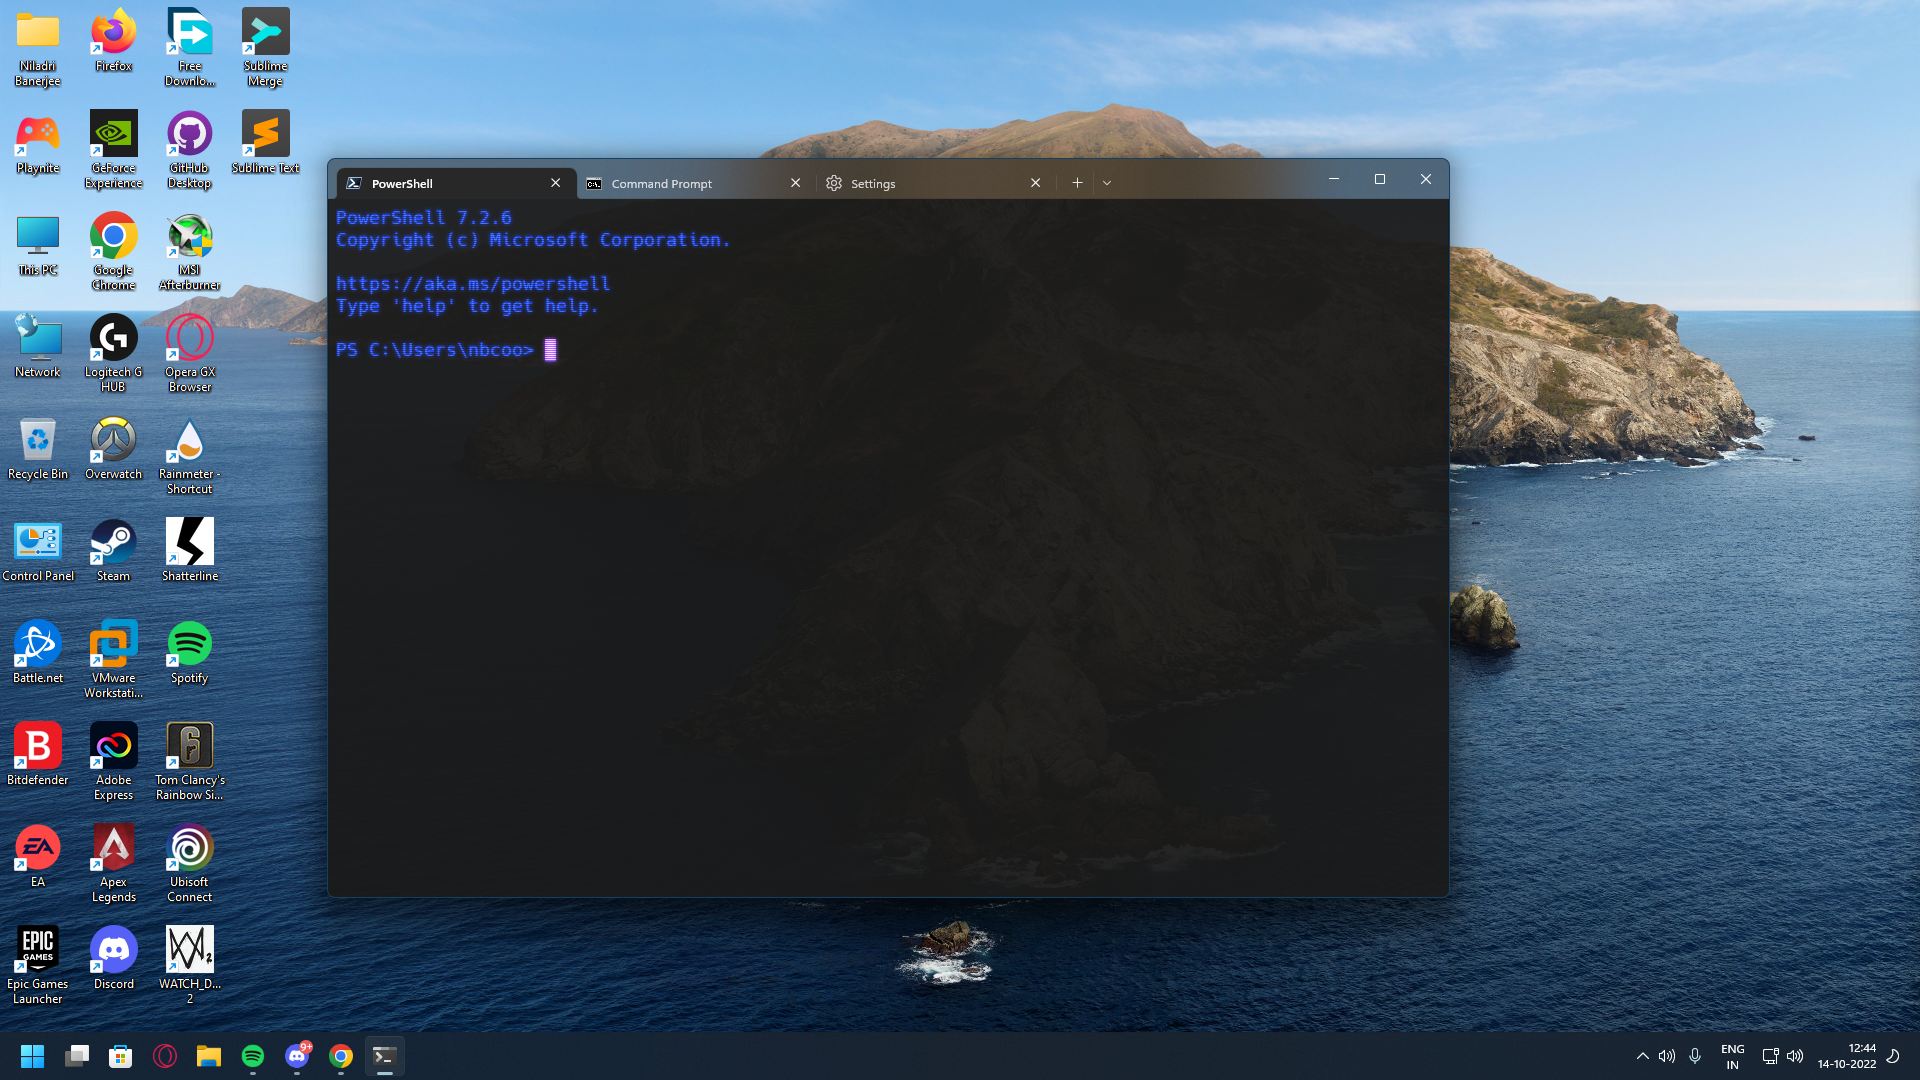 Niladri
Banerjee
Firefox
Free
Downlo...
Sublime
Merge
Playnite
GeForce
Experience
GitHub
Desktop
Sublime Text
This PC
Google
Chrome
MSI
Afterburner
Network
Logitech G
HUB
Opera GX
Browser
Recycle Bin
Overwatch
Rainmeter -
Shortcut
Control Panel
Steam
Shatterline
Battle.net
VMware
Workstati...
Spotify
Bitdefender
Adobe
Express
Tom Clancy's
Rainbow Si...
EA
Apex
Legends
Ubisoft
Connect
EPIC
GAMES
Epic Games
Launcher
Discord
WATCH_D...
2
PowerShell
Command Prompt
Settings
PowerShell 7.2.6
Copyright (c) Microsoft Corporation.
https://aka.ms/powershell
Type 'help' to get help.
PS C:\Users\nbcoo>
9+
ENG
IN
12:44
14-10-2022